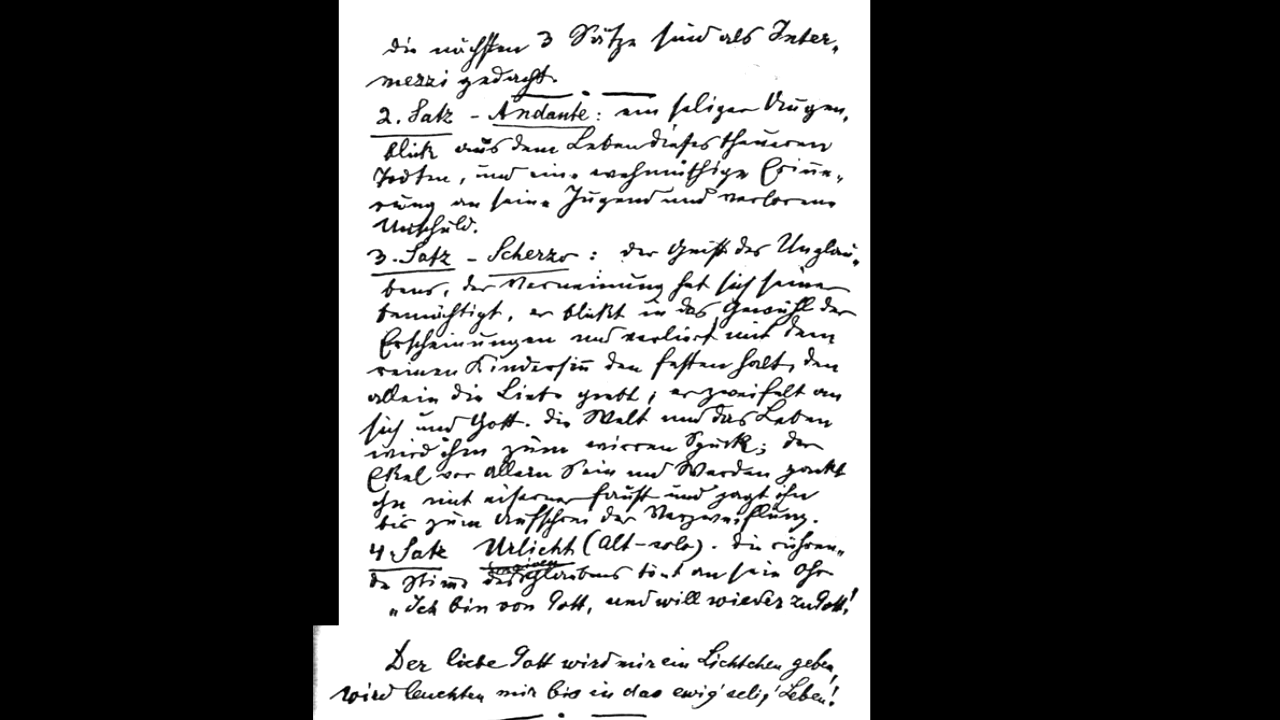 die nächsten 3 Sätze sind als Inter-
mezzi gedacht.
2. Satz - Andante: ein seliger Augen-
blick aus dem Leben dieses theueren
Todten, und eine wehmüthige Erin̅e-
rung an seine Jugend und verlorene
Unschuld.
3. Satz - Scherzo: der Geist des Unglau-
bens, der Verneinung hat sich seiner
bemächtigt, er blickt in das Gewühl der
Erscheinungen und verliert mit dem
reinen Kindersin̅ den festen Halt, den
allein die Liebe giebt; er zweifelt an
sich und Gott. die Welt und das Leben
wird ihm zum wirren Spuk; der
Ekel vor allem Sein und Werden packt
ihn mit eiserner Faust und jagt ihn
bis zum Aufschrei der Verzweiflung.
4. Satz Urlicht (Alt-solo). die rühren-
de Stimme des naiven Glaubens tönt an sein Ohr
„Ich bin von Gott, und will wieder zu Gott!
Der liebe Gott wird mir ein Lichtchen geben,
wird leuchten mir bis in das ewig' selig' Leben!